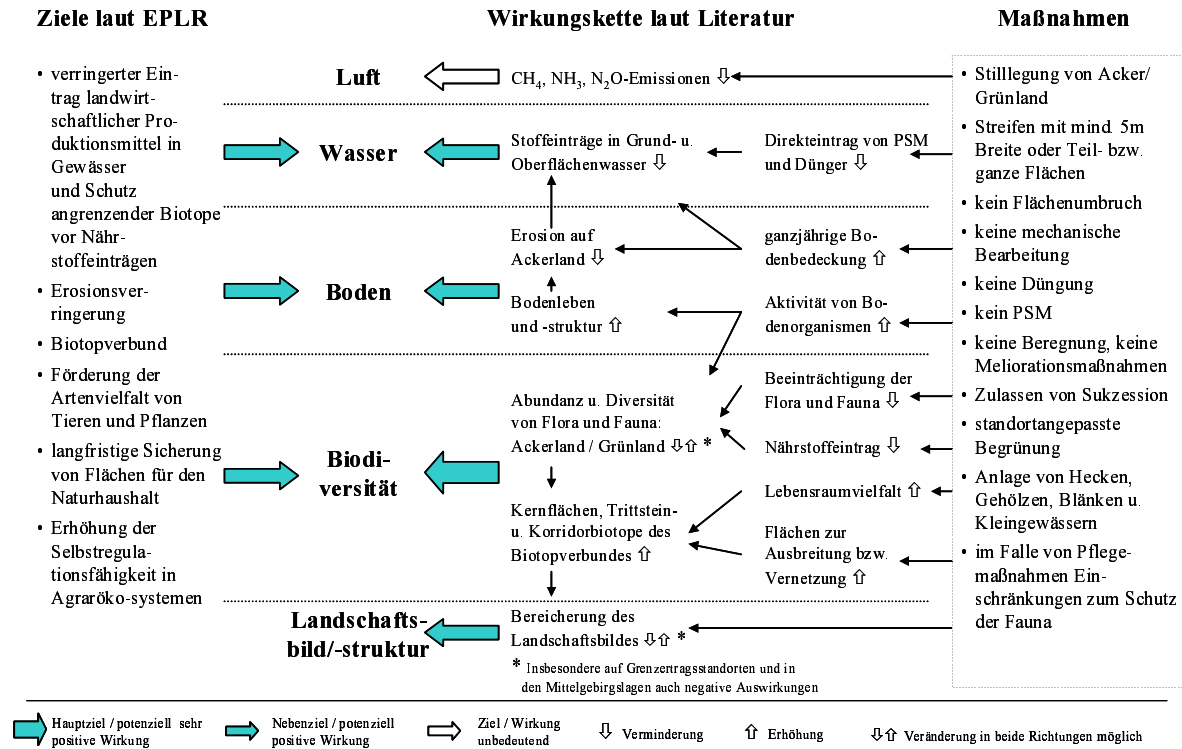 Ziele laut EPLR
Wirkungskette laut Literatur
Maßnahmen
• verringerter Ein-
trag landwirt-
schaftlicher Pro-
duktionsmittel in
Gewässer
und Schutz
angrenzender Biotope
vor Nähr-
stoffeinträgen
• Erosionsver-
ringerung
• Biotopverbund
• Förderung der
Artenvielfalt von
Tieren und Pflanzen
• langfristige Sicherung
von Flächen für den
Naturhaushalt
• Erhöhung der
Selbstregula-
tionsfähigkeit in
Agraröko-systemen
Luft
CH₄, NH₃, N₂O-Emissionen ⇩
Wasser
Stoffeinträge in Grund- u.
Oberflächenwasser ⇩
Direkteintrag von PSM
und Dünger ⇩
Boden
Erosion auf
Ackerland ⇩
ganzjährige Bo-
denbedeckung ⇧
Bodenleben
und -struktur ⇧
Aktivität von Bo-
denorganismen ⇧
Biodi-
versität
Abundanz u. Diversität
von Flora und Fauna:
Ackerland / Grünland ⇩⇧ *
Beeinträchtigung der
Flora und Fauna ⇩
Nährstoffeintrag ⇩
Lebensraumvielfalt ⇧
Kernflächen, Trittstein-
u. Korridorbiotope des
Biotopverbundes ⇧
Flächen zur
Ausbreitung bzw.
Vernetzung ⇧
Landschafts-
bild/-struktur
Bereicherung des
Landschaftsbildes ⇩⇧ *
* Insbesondere auf Grenzertragsstandorten und in
den Mittelgebirgslagen auch negative Auswirkungen
• Stilllegung von Acker/
Grünland
• Streifen mit mind. 5m
Breite oder Teil- bzw.
ganze Flächen
• kein Flächenumbruch
• keine mechanische
Bearbeitung
• keine Düngung
• kein PSM
• keine Beregnung, keine
Meliorationsmaßnahmen
• Zulassen von Sukzession
• standortangepasste
Begrünung
• Anlage von Hecken,
Gehölzen, Blänken u.
Kleingewässern
• im Falle von Pflege-
maßnahmen Ein-
schränkungen zum Schutz
der Fauna
Hauptziel / potenziell sehr
positive Wirkung
Nebenziel / potenziell
positive Wirkung
Ziel / Wirkung
unbedeutend
⇩ Verminderung
⇧ Erhöhung
⇩⇧ Veränderung in beide Richtungen möglich